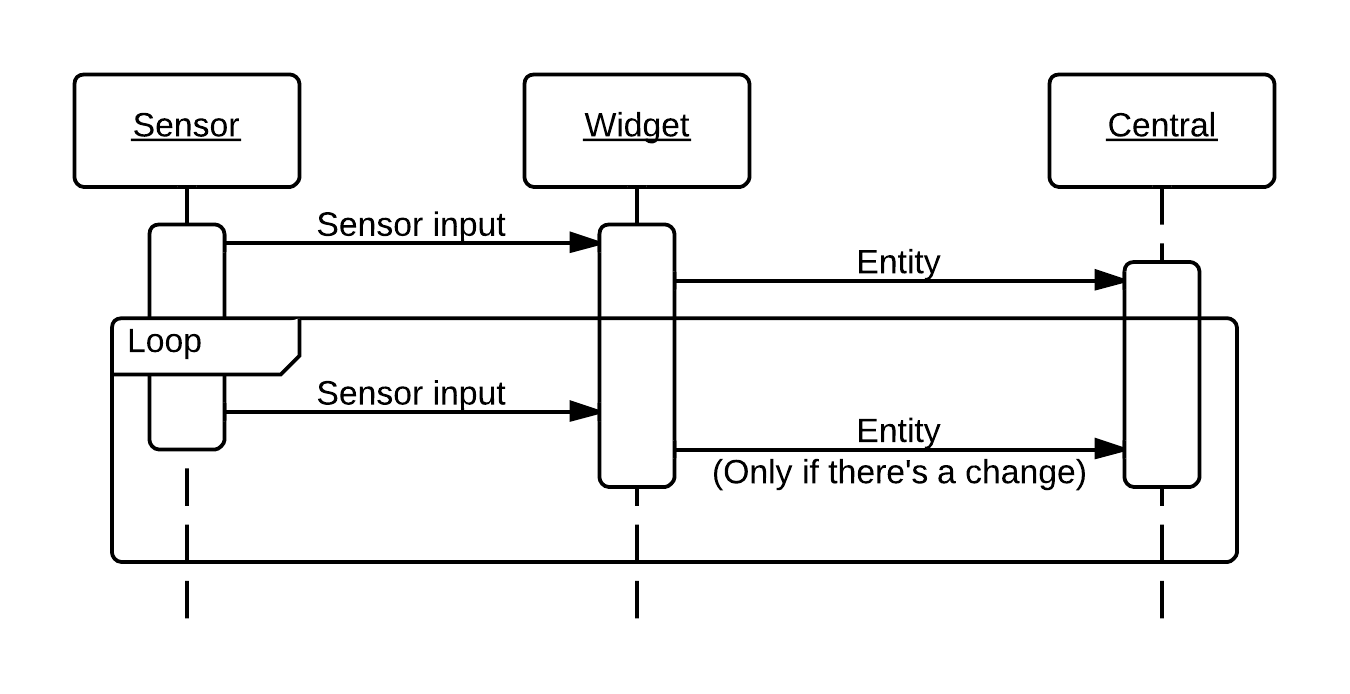 Sensor
Widget
Central
Sensor input
Entity
Loop
Sensor input
Entity
(Only if there's a change)